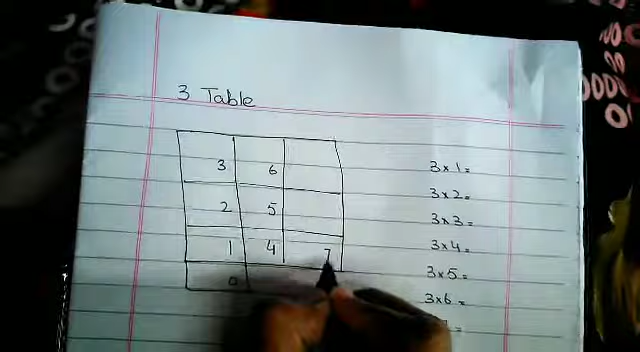 3 Table
3 6
2 5
1 4 7
0
3x1=
3x2=
3x3=
3x4=
3x5=
3x6=